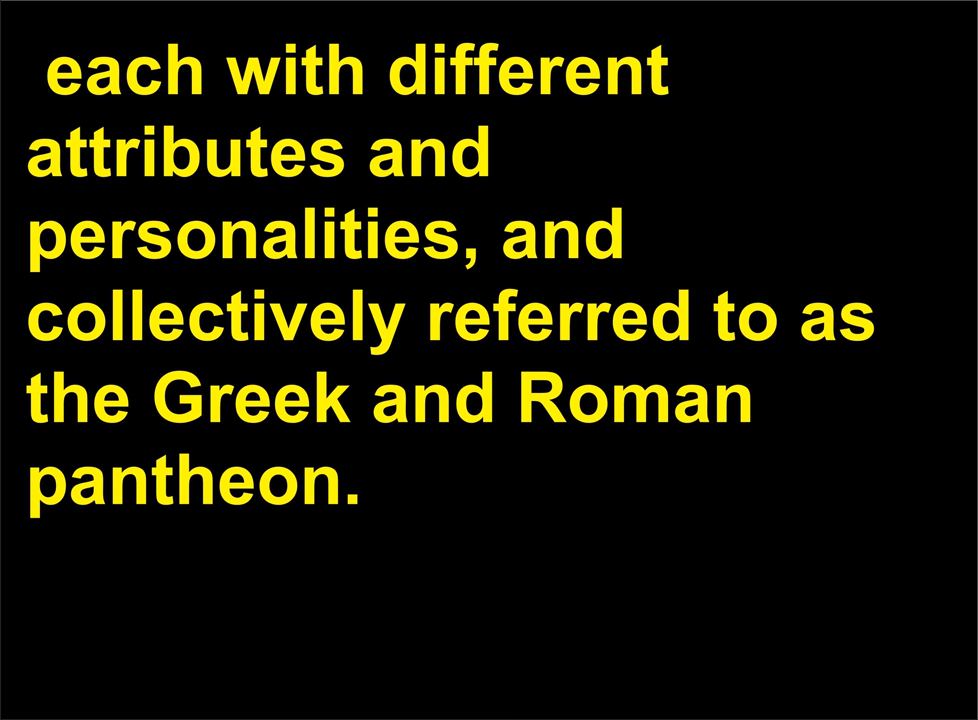 each with different
attributes and
personalities, and
collectively referred to as
the Greek and Roman
pantheon.